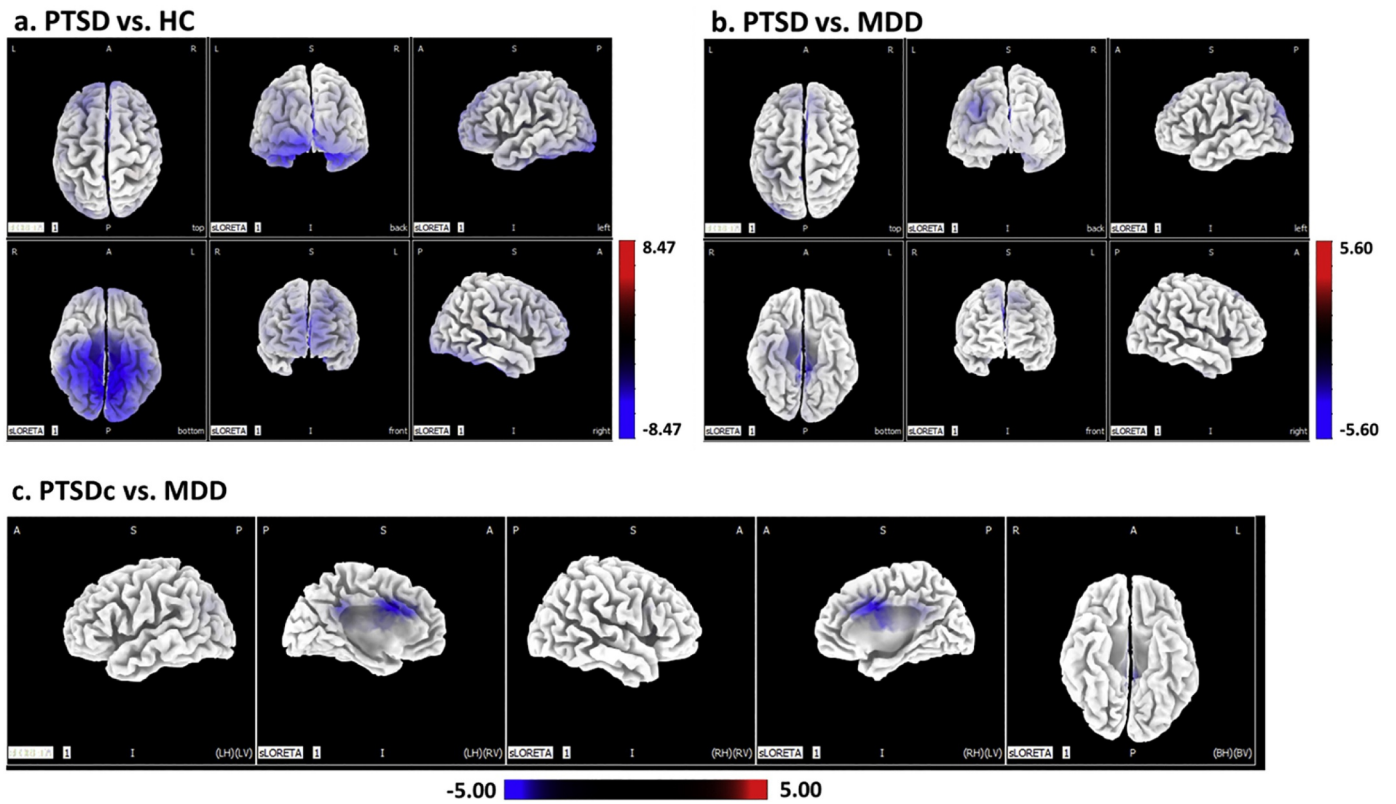 a. PTSD vs. HC
L A R
L S R
A S P
1 P top
sLORETA 1 I back
sLORETA 1 I left
R A L
R S L
P S A
sLORETA 1 P bottom
sLORETA 1 I front
sLORETA 1 I right
8.47
-8.47
b. PTSD vs. MDD
L A R
L S R
A S P
1 P top
sLORETA 1 I back
sLORETA 1 I left
R A L
R S L
P S A
sLORETA 1 P bottom
sLORETA 1 I front
sLORETA 1 I right
5.60
-5.60
c. PTSDc vs. MDD
A S P
P S A
P S A
A S P
R A L
1 I (LH)(LV)
sLORETA 1 I (LH)(RV)
sLORETA 1 I (RH)(RV)
sLORETA 1 I (RH)(LV)
sLORETA 1 P (BH)(BV)
-5.00 5.00